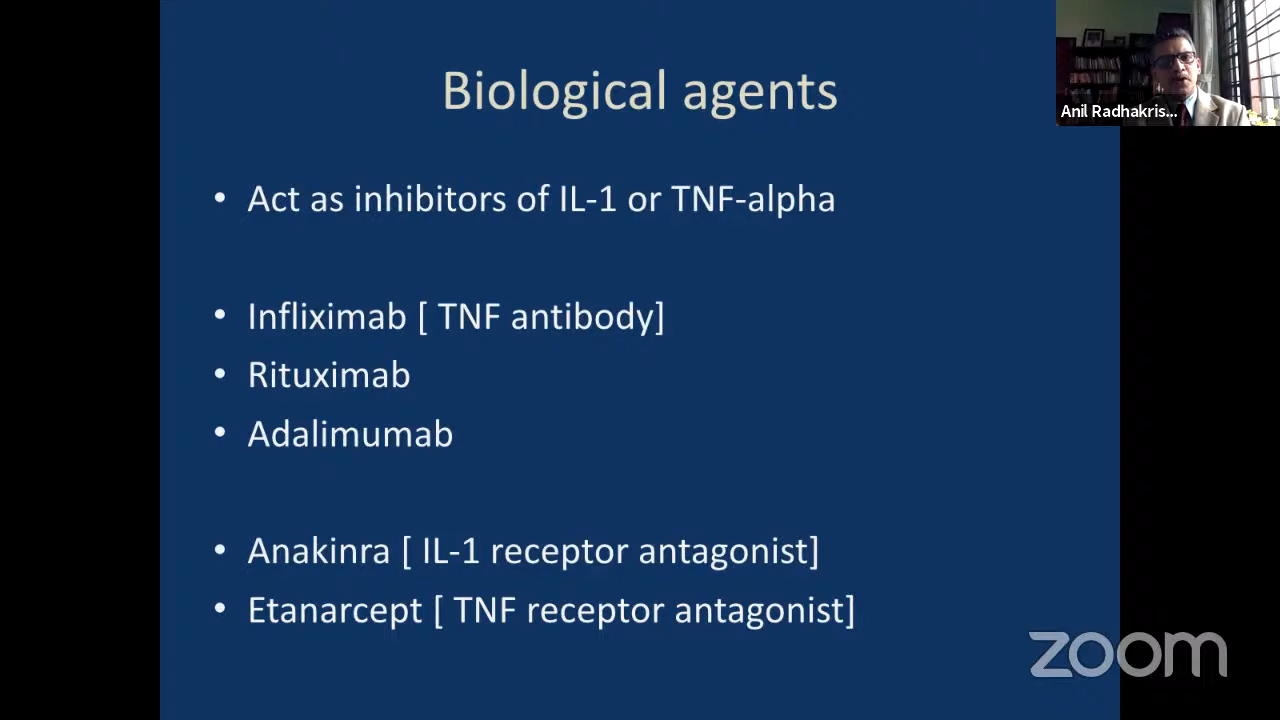 Biological agents
Anil Radhakris...
• Act as inhibitors of IL-1 or TNF-alpha
• Infliximab [ TNF antibody]
• Rituximab
• Adalimumab
• Anakinra [ IL-1 receptor antagonist]
• Etanarcept [ TNF receptor antagonist]
zoom